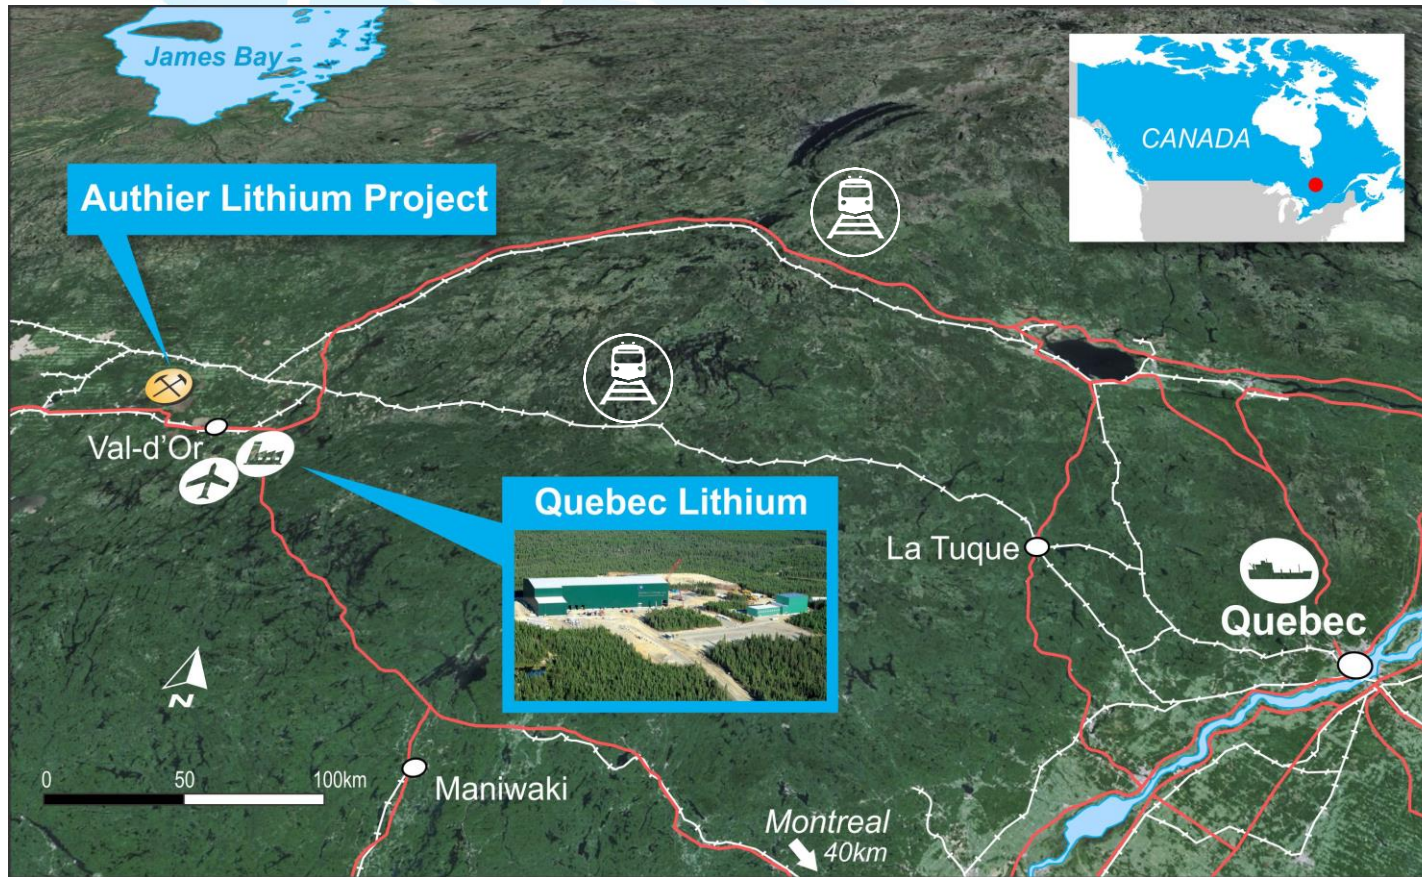 James Bay
CANADA
Authier Lithium Project
Val-d'Or
Quebec Lithium
La Tuque
Quebec
N
0 50 100km
Maniwaki
Montreal
40km